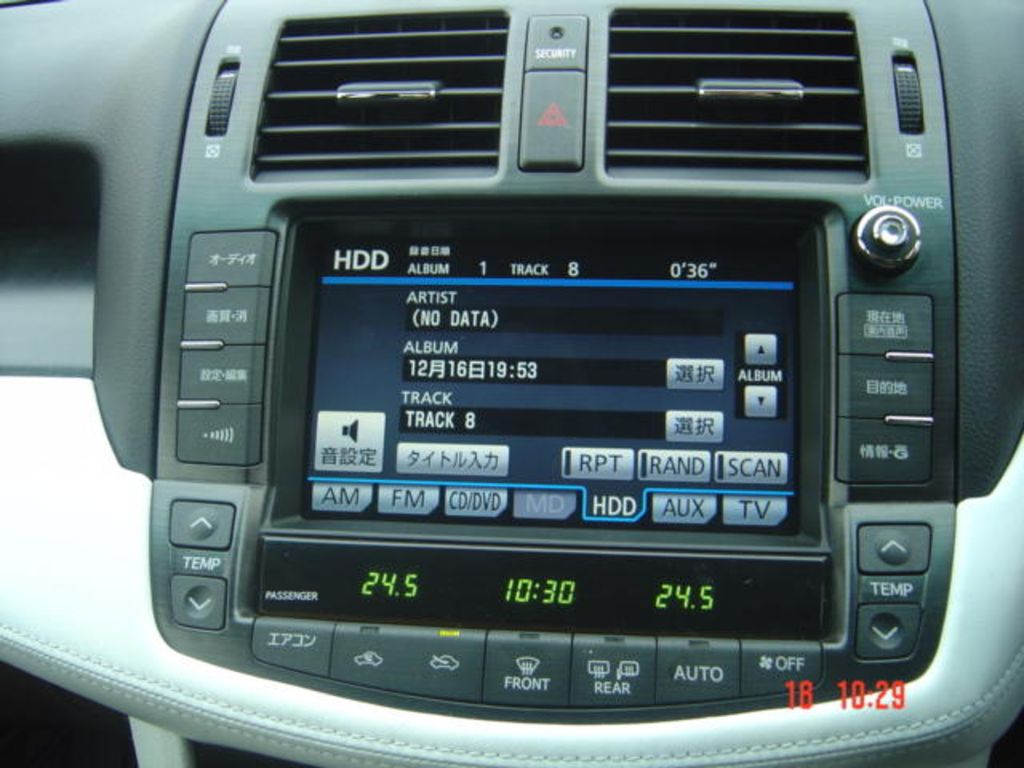 SECURITY
VOL·POWER
オーディオ
画質·消
設定·編集
現在地
目的地
HDD
録音日順
ALBUM 1 TRACK 8 0'36"
ARTIST
(NO DATA)
ALBUM
12月16日19:53 選択
ALBUM
TRACK
TRACK 8 選択
音設定
タイトル入力 RPT RAND SCAN
AM FM CD/DVD MD HDD AUX TV
TEMP
TEMP
PASSENGER 24.5 10:30 24.5
エアコン FRONT REAR AUTO OFF
18 10:29